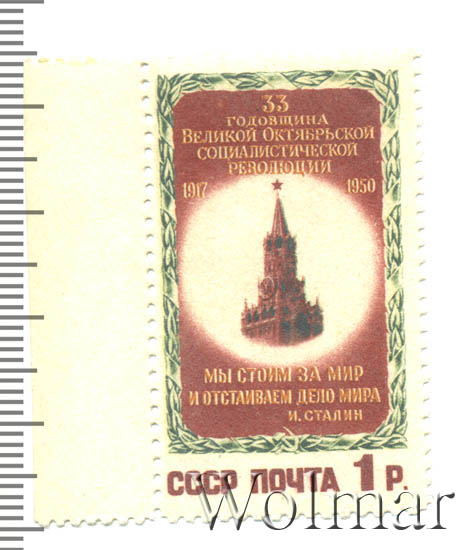 33
ГОДОВЩИНА
ВЕЛИКОЙ ОКТЯБРЬСКОЙ
СОЦИАЛИСТИЧЕСКОЙ
РЕВОЛЮЦИИ
1917 1950
МЫ СТОИМ ЗА МИР
И ОТСТАИВАЕМ ДЕЛО МИРА
И. СТАЛИН
СССР ПОЧТА 1 Р.
Wolmar